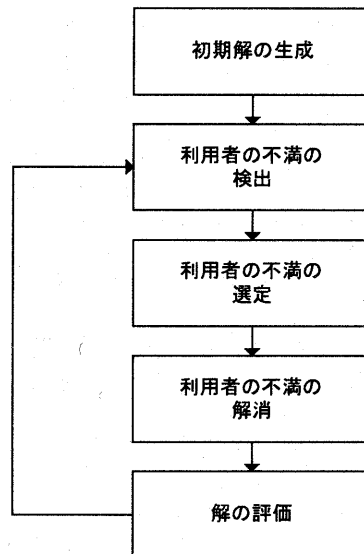 初期解の生成
利用者の不満の
検出
利用者の不満の
選定
利用者の不満の
解消
解の評価